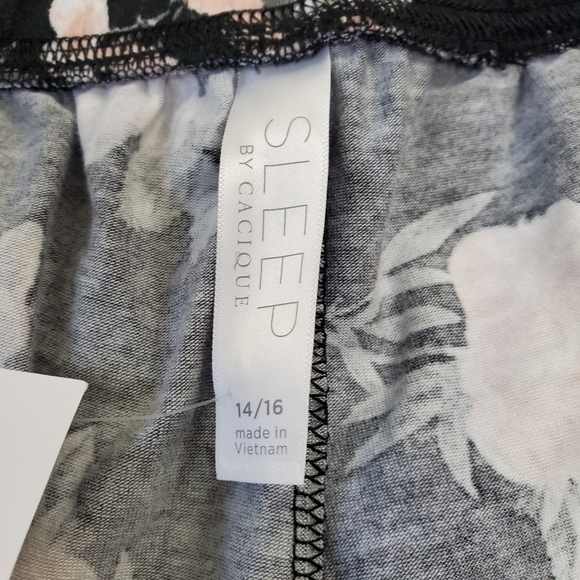 SLEEP
BY CACIQUE
14/16
made in
Vietnam